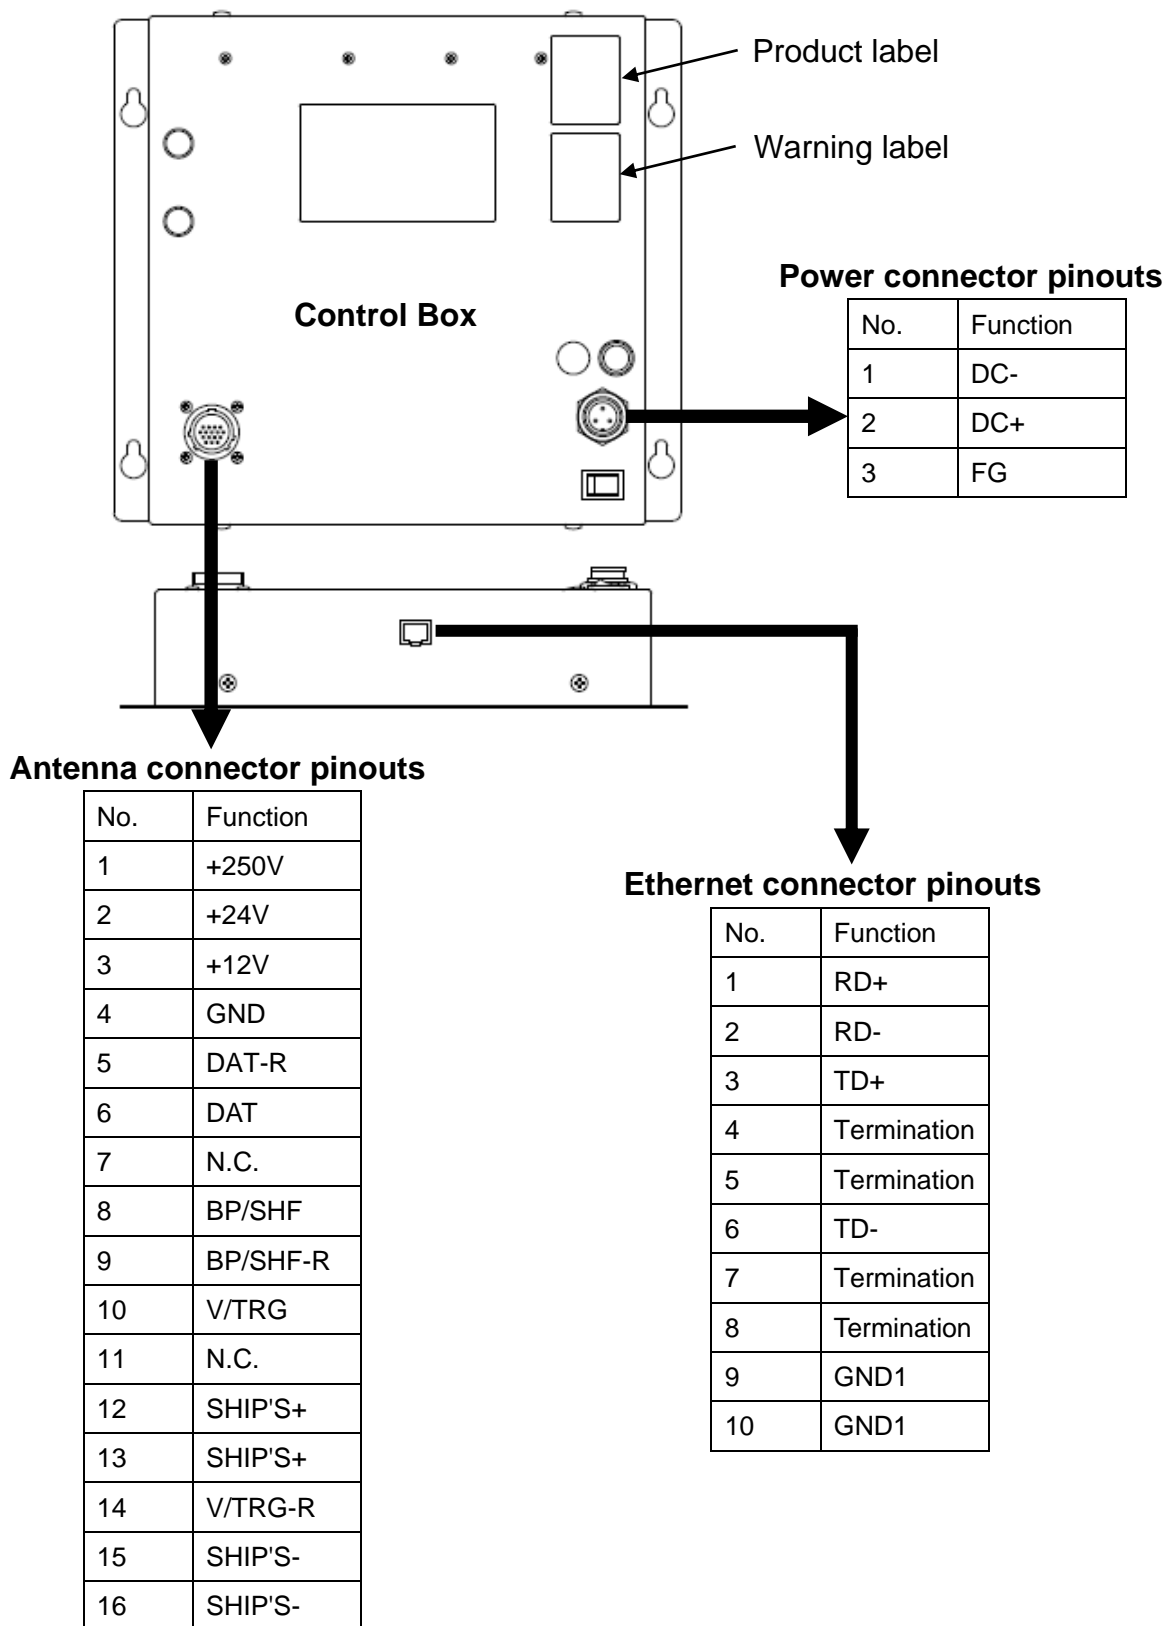 Product label
Warning label
Control Box
Power connector pinouts
No. Function
1 DC-
2 DC+
3 FG
Antenna connector pinouts
No. Function
1 +250V
2 +24V
3 +12V
4 GND
5 DAT-R
6 DAT
7 N.C.
8 BP/SHF
9 BP/SHF-R
10 V/TRG
11 N.C.
12 SHIP'S+
13 SHIP'S+
14 V/TRG-R
15 SHIP'S-
16 SHIP'S-
Ethernet connector pinouts
No. Function
1 RD+
2 RD-
3 TD+
4 Termination
5 Termination
6 TD-
7 Termination
8 Termination
9 GND1
10 GND1